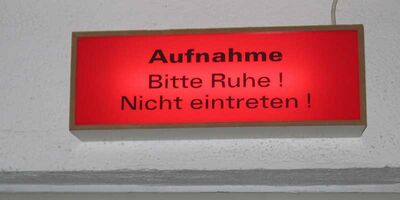 Aufnahme
Bitte Ruhe !
Nicht eintreten !